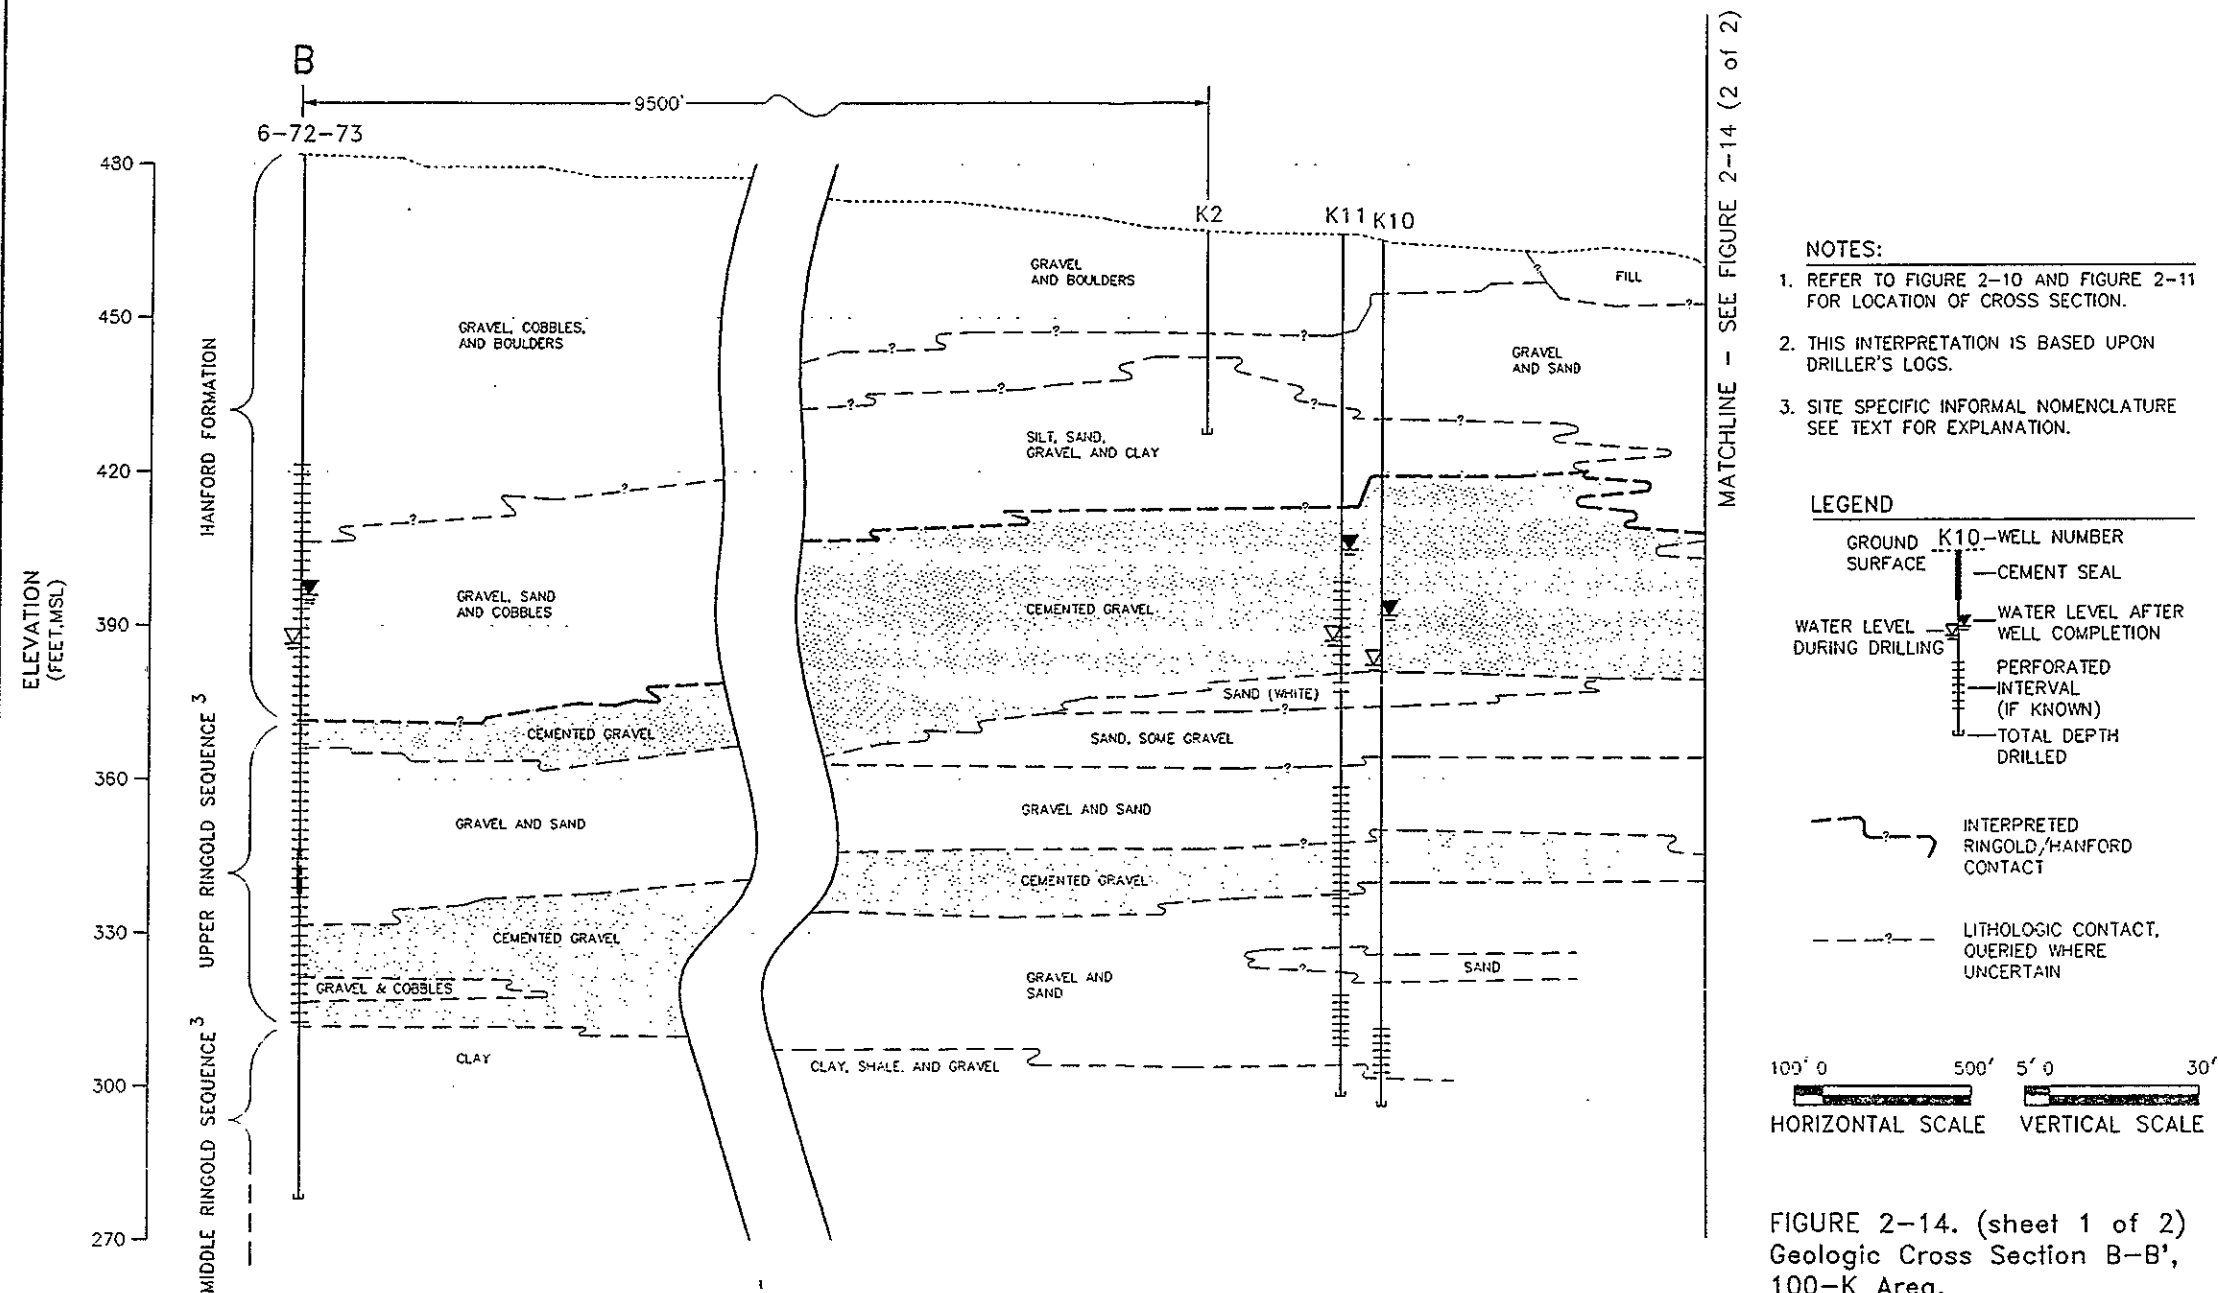 B
9500'
6-72-73
K2
K11
K10
480
450
420
390
360
330
300
270
ELEVATION
(FEET,MSL)
HANFORD FORMATION
UPPER RINGOLD SEQUENCE 3
MIDDLE RINGOLD SEQUENCE 3
GRAVEL, COBBLES,
AND BOULDERS
GRAVEL, SAND
AND COBBLES
CEMENTED GRAVEL
GRAVEL AND SAND
CEMENTED GRAVEL
GRAVEL & COBBLES
CLAY
GRAVEL
AND BOULDERS
FILL
GRAVEL
AND SAND
SILT, SAND,
GRAVEL AND CLAY
CEMENTED GRAVEL
SAND (WHITE)
SAND, SOME GRAVEL
GRAVEL AND SAND
CEMENTED GRAVEL
GRAVEL AND
SAND
SAND
CLAY, SHALE, AND GRAVEL
MATCHLINE - SEE FIGURE 2-14 (2 of 2)
NOTES:
1. REFER TO FIGURE 2-10 AND FIGURE 2-11
FOR LOCATION OF CROSS SECTION.
2. THIS INTERPRETATION IS BASED UPON
DRILLER'S LOGS.
3. SITE SPECIFIC INFORMAL NOMENCLATURE
SEE TEXT FOR EXPLANATION.
LEGEND
GROUND
SURFACE
K10
WELL NUMBER
CEMENT SEAL
WATER LEVEL AFTER
WELL COMPLETION
WATER LEVEL
DURING DRILLING
PERFORATED
INTERVAL
(IF KNOWN)
TOTAL DEPTH
DRILLED
INTERPRETED
RINGOLD/HANFORD
CONTACT
LITHOLOGIC CONTACT,
QUERIED WHERE
UNCERTAIN
100' 0 500'
HORIZONTAL SCALE
5' 0 30'
VERTICAL SCALE
FIGURE 2-14. (sheet 1 of 2)
Geologic Cross Section B-B',
100-K Area.